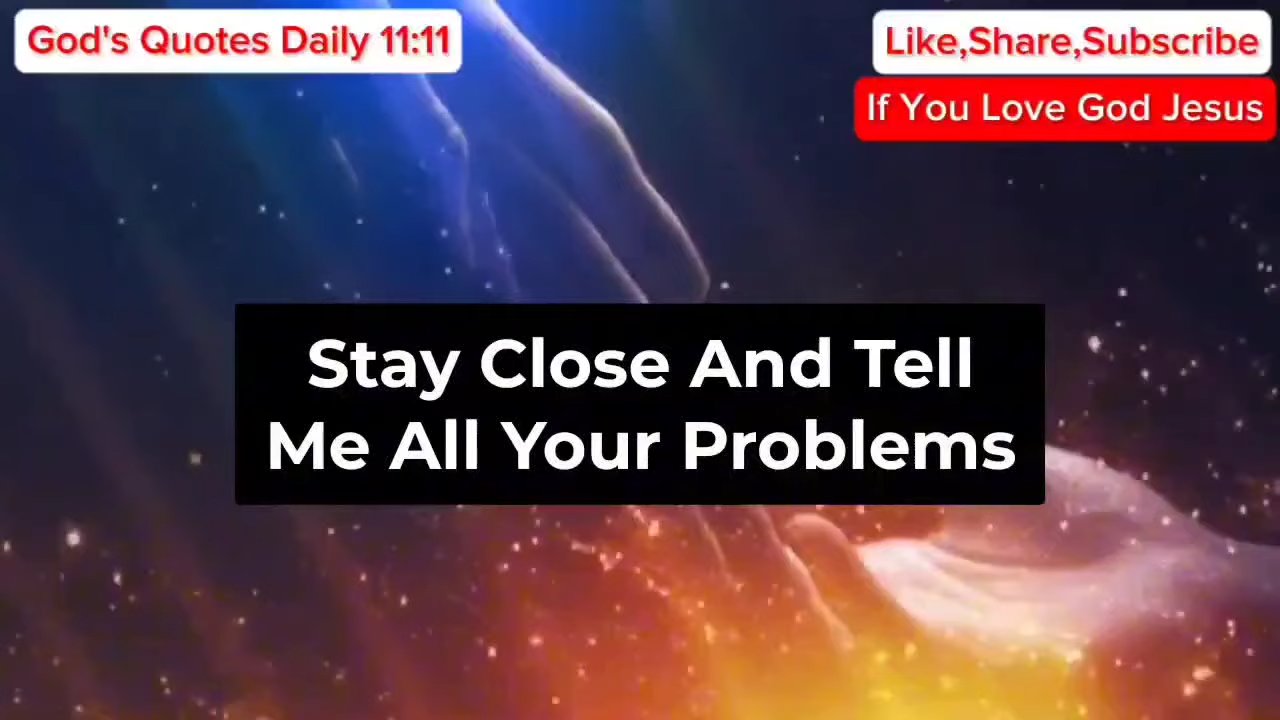 God's Quotes Daily 11:11
Like,Share,Subscribe
If You Love God Jesus
Stay Close And Tell
Me All Your Problems